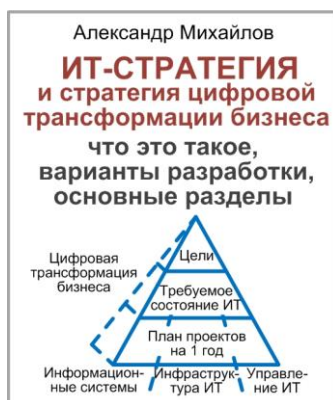 Александр Михайлов
ИТ-СТРАТЕГИЯ
и стратегия цифровой
трансформации бизнеса
что это такое,
варианты разработки,
основные разделы
Цели
Цифровая
трансформация
бизнеса
Требуемое
состояние ИТ
План проектов
на 1 год
Информацион-
ные системы
Инфраструк-
тура ИТ
Управле-
ние ИТ